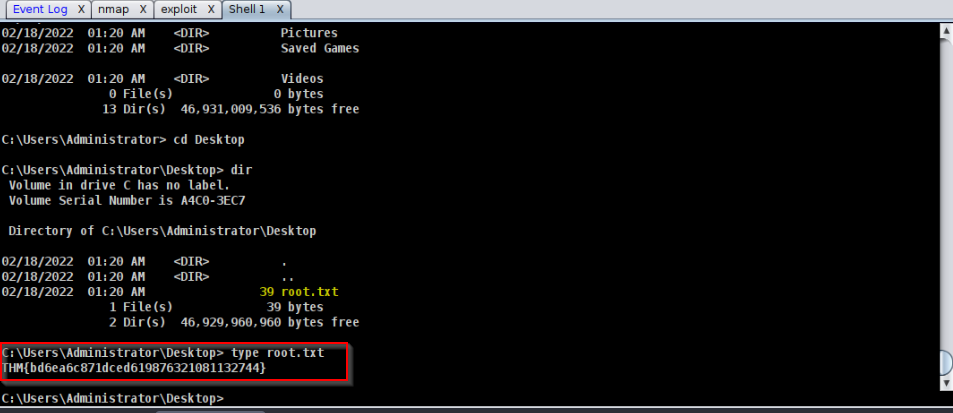 Event Log X nmap X exploit X Shell 1 X
02/18/2022 01:20 AM <DIR> Pictures
02/18/2022 01:20 AM <DIR> Saved Games
02/18/2022 01:20 AM <DIR> Videos
0 File(s) 0 bytes
13 Dir(s) 46,931,009,536 bytes free
C:\Users\Administrator> cd Desktop
C:\Users\Administrator\Desktop> dir
Volume in drive C has no label.
Volume Serial Number is A4C0-3EC7
Directory of C:\Users\Administrator\Desktop
02/18/2022 01:20 AM <DIR> .
02/18/2022 01:20 AM <DIR> ..
02/18/2022 01:20 AM 39 root.txt
1 File(s) 39 bytes
2 Dir(s) 46,929,960,960 bytes free
C:\Users\Administrator\Desktop> type root.txt
THM{bd6ea6c871dced619876321081132744}
C:\Users\Administrator\Desktop>